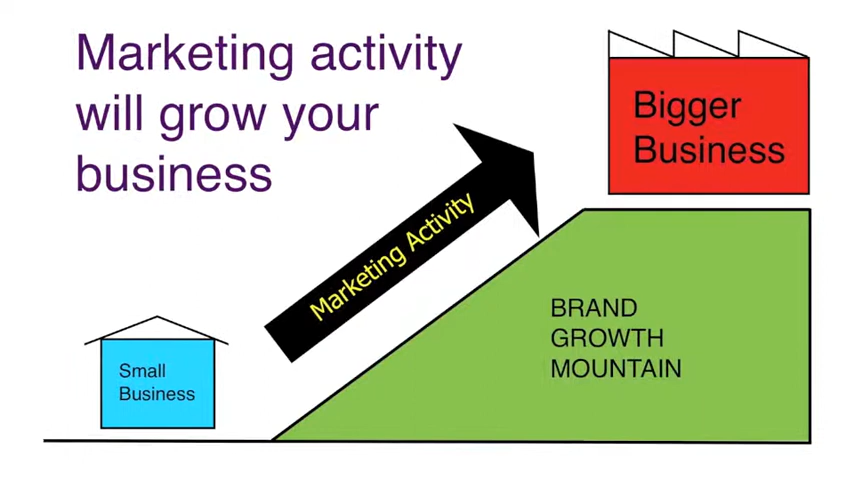 Marketing activity
will grow your
business
Bigger
Business
Marketing Activity
BRAND
GROWTH
MOUNTAIN
Small
Business